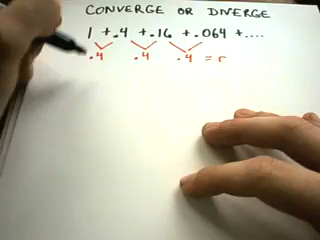 CONVERGE OR DIVERGE
1 + .4 + .16 + .064 + ....
.4 .4 .4 = r